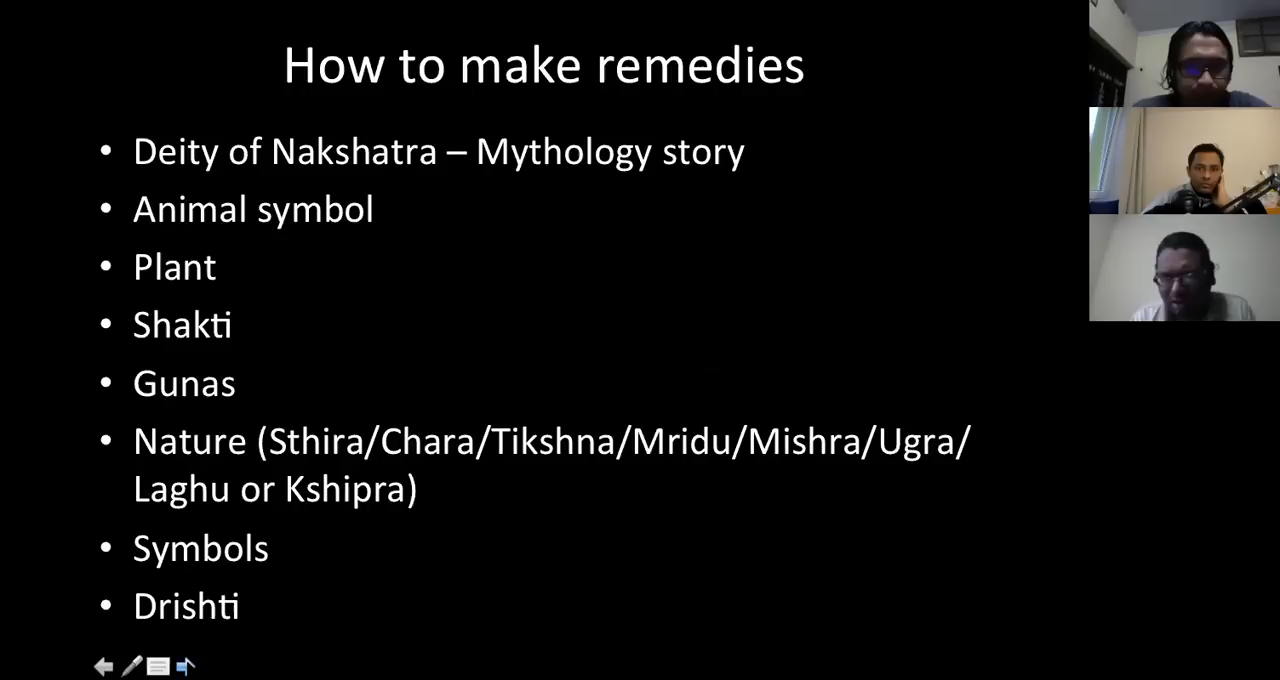 How to make remedies
• Deity of Nakshatra – Mythology story
• Animal symbol
• Plant
• Shakti
• Gunas
• Nature (Sthira/Chara/Tikshna/Mridu/Mishra/Ugra/
Laghu or Kshipra)
• Symbols
• Drishti